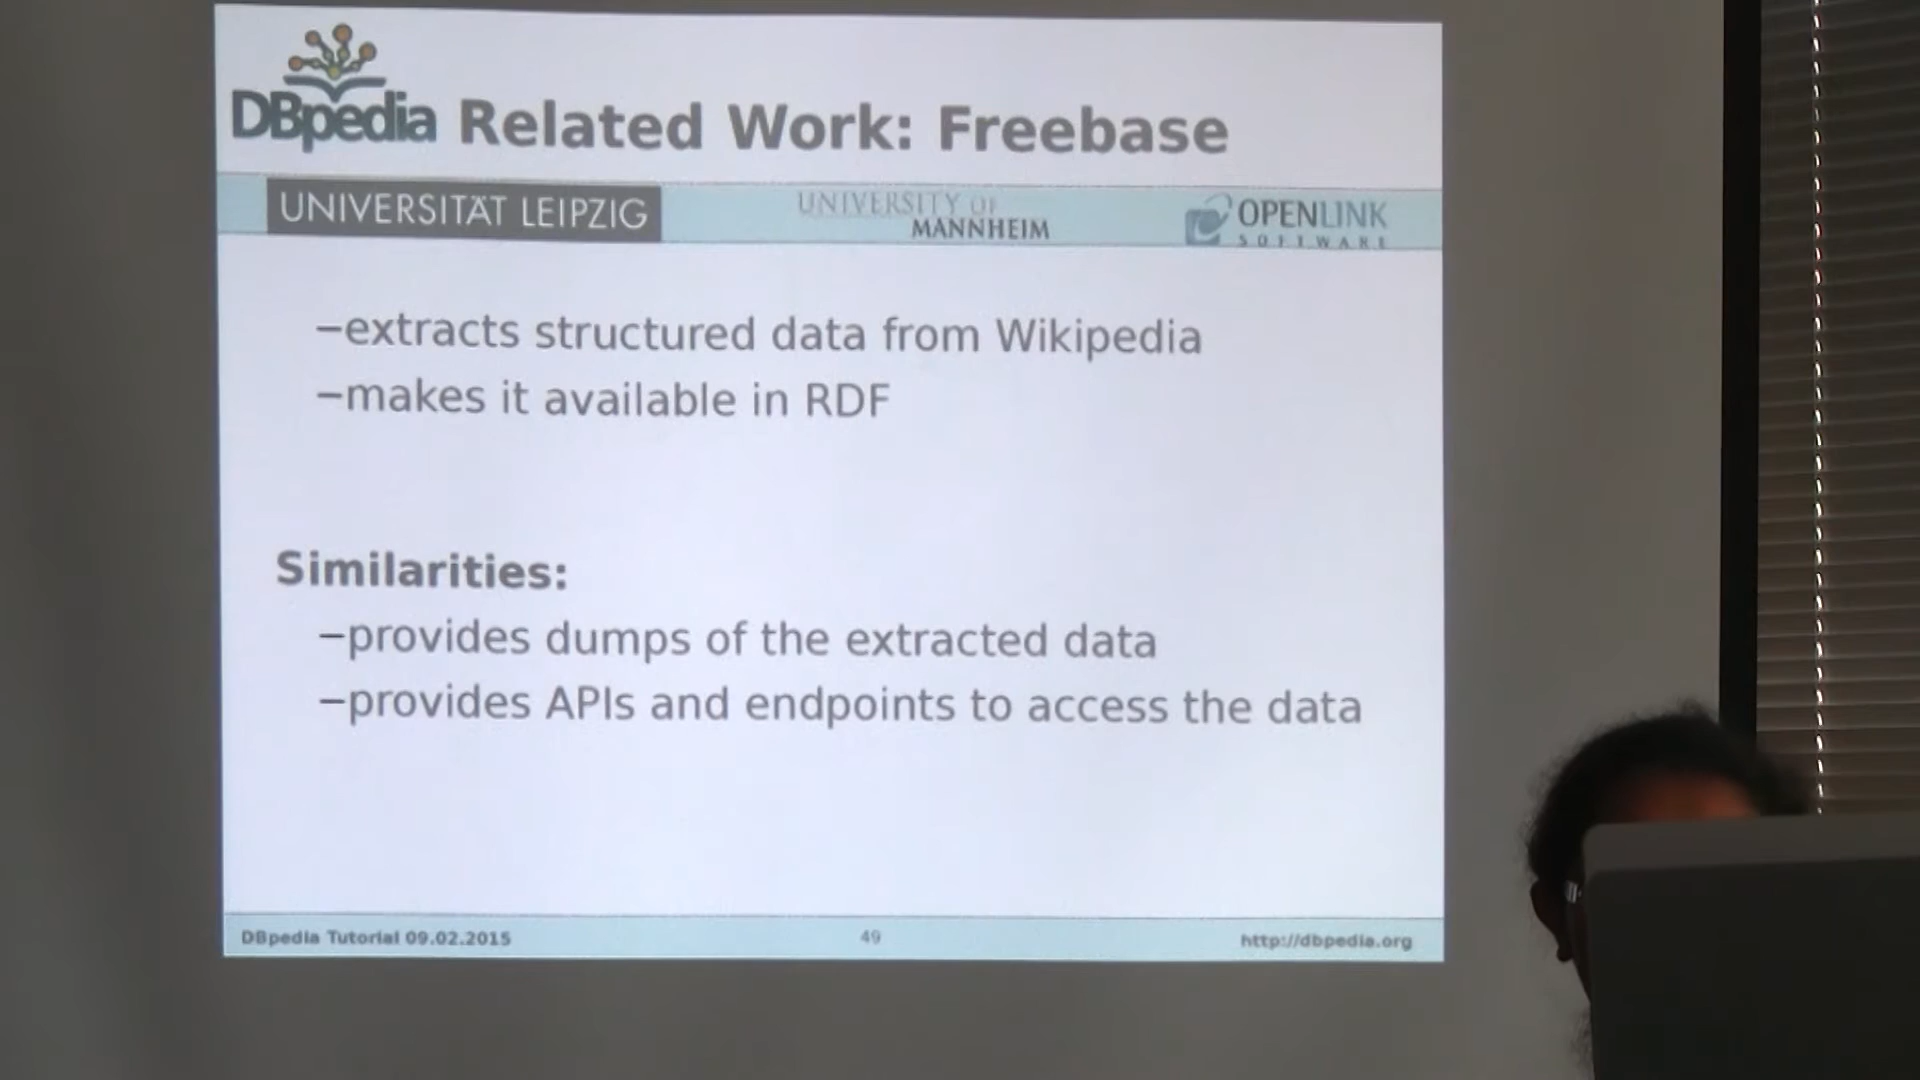 DBpedia Related Work: Freebase
UNIVERSITÄT LEIPZIG
UNIVERSITY OF
MANNHEIM
OPENLINK
SOFTWARE
–extracts structured data from Wikipedia
–makes it available in RDF
Similarities:
–provides dumps of the extracted data
–provides APIs and endpoints to access the data
DBpedia Tutorial 09.02.2015
49
http://dbpedia.org